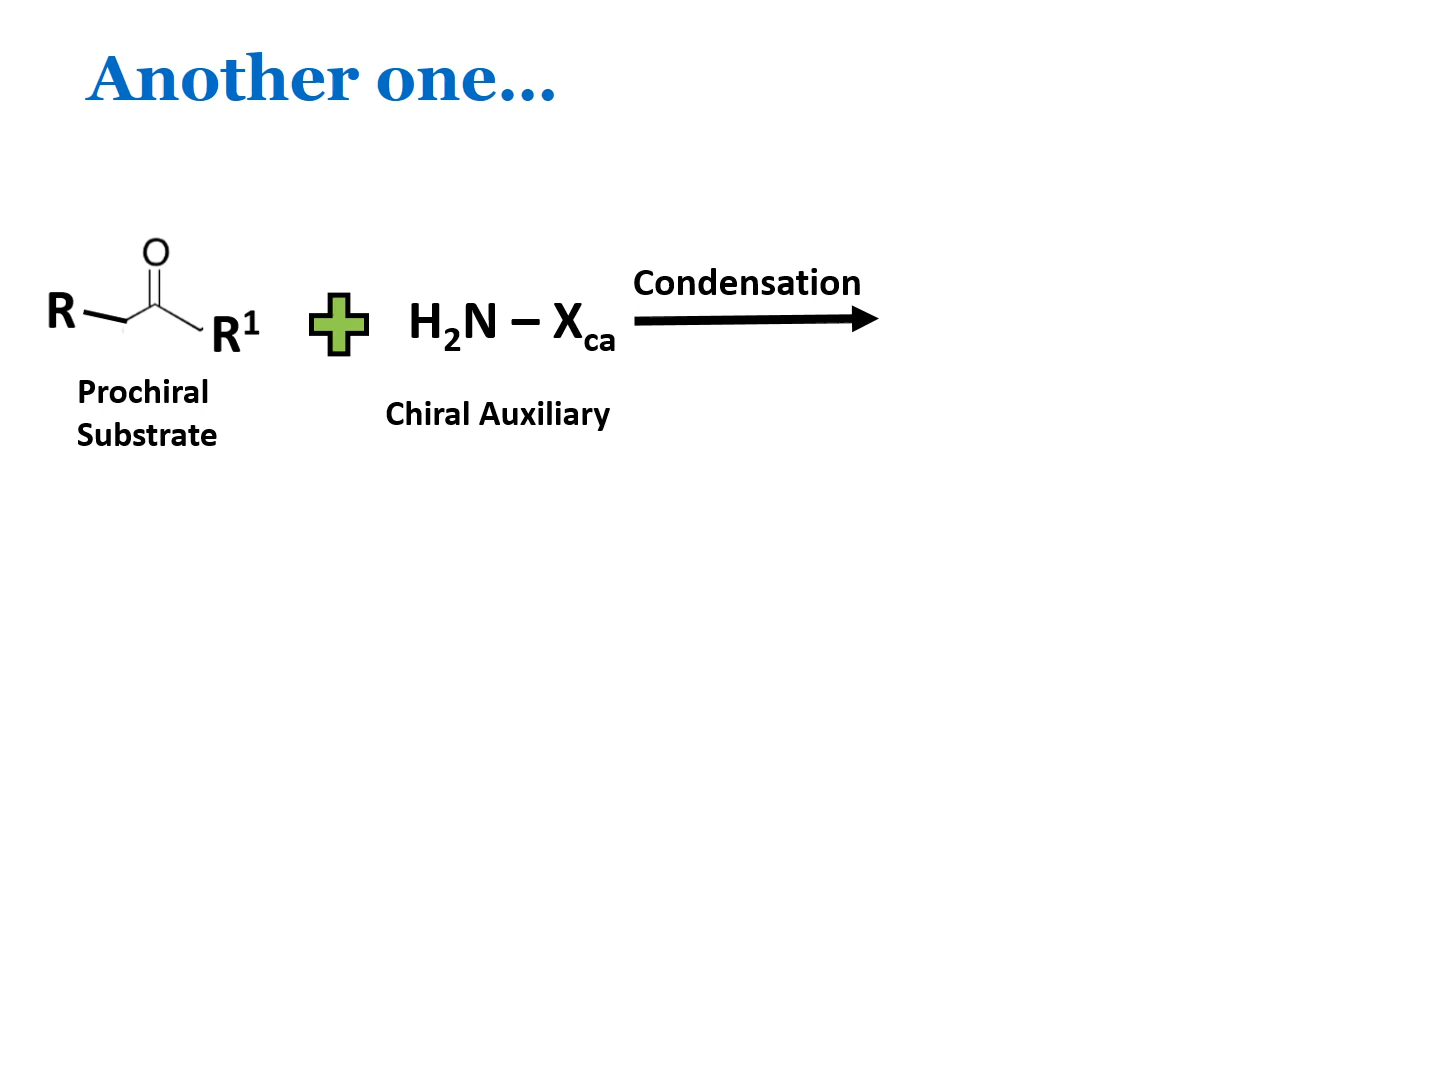 Another one...
O
R
R¹
H₂N – Xca
Condensation
Prochiral
Substrate
Chiral Auxiliary